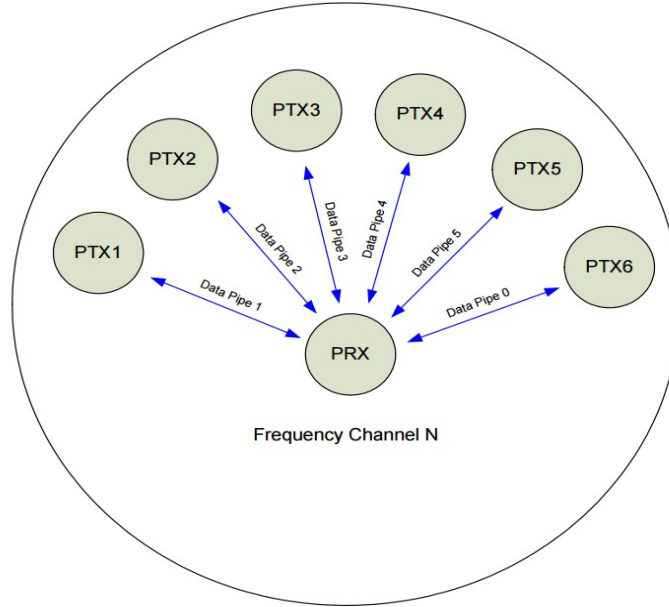 PTX3
PTX4
PTX2
PTX5
PTX1
PTX6
Data Pipe 1
Data Pipe 2
Data Pipe 3
Data Pipe 4
Data Pipe 5
Data Pipe 0
PRX
Frequency Channel N